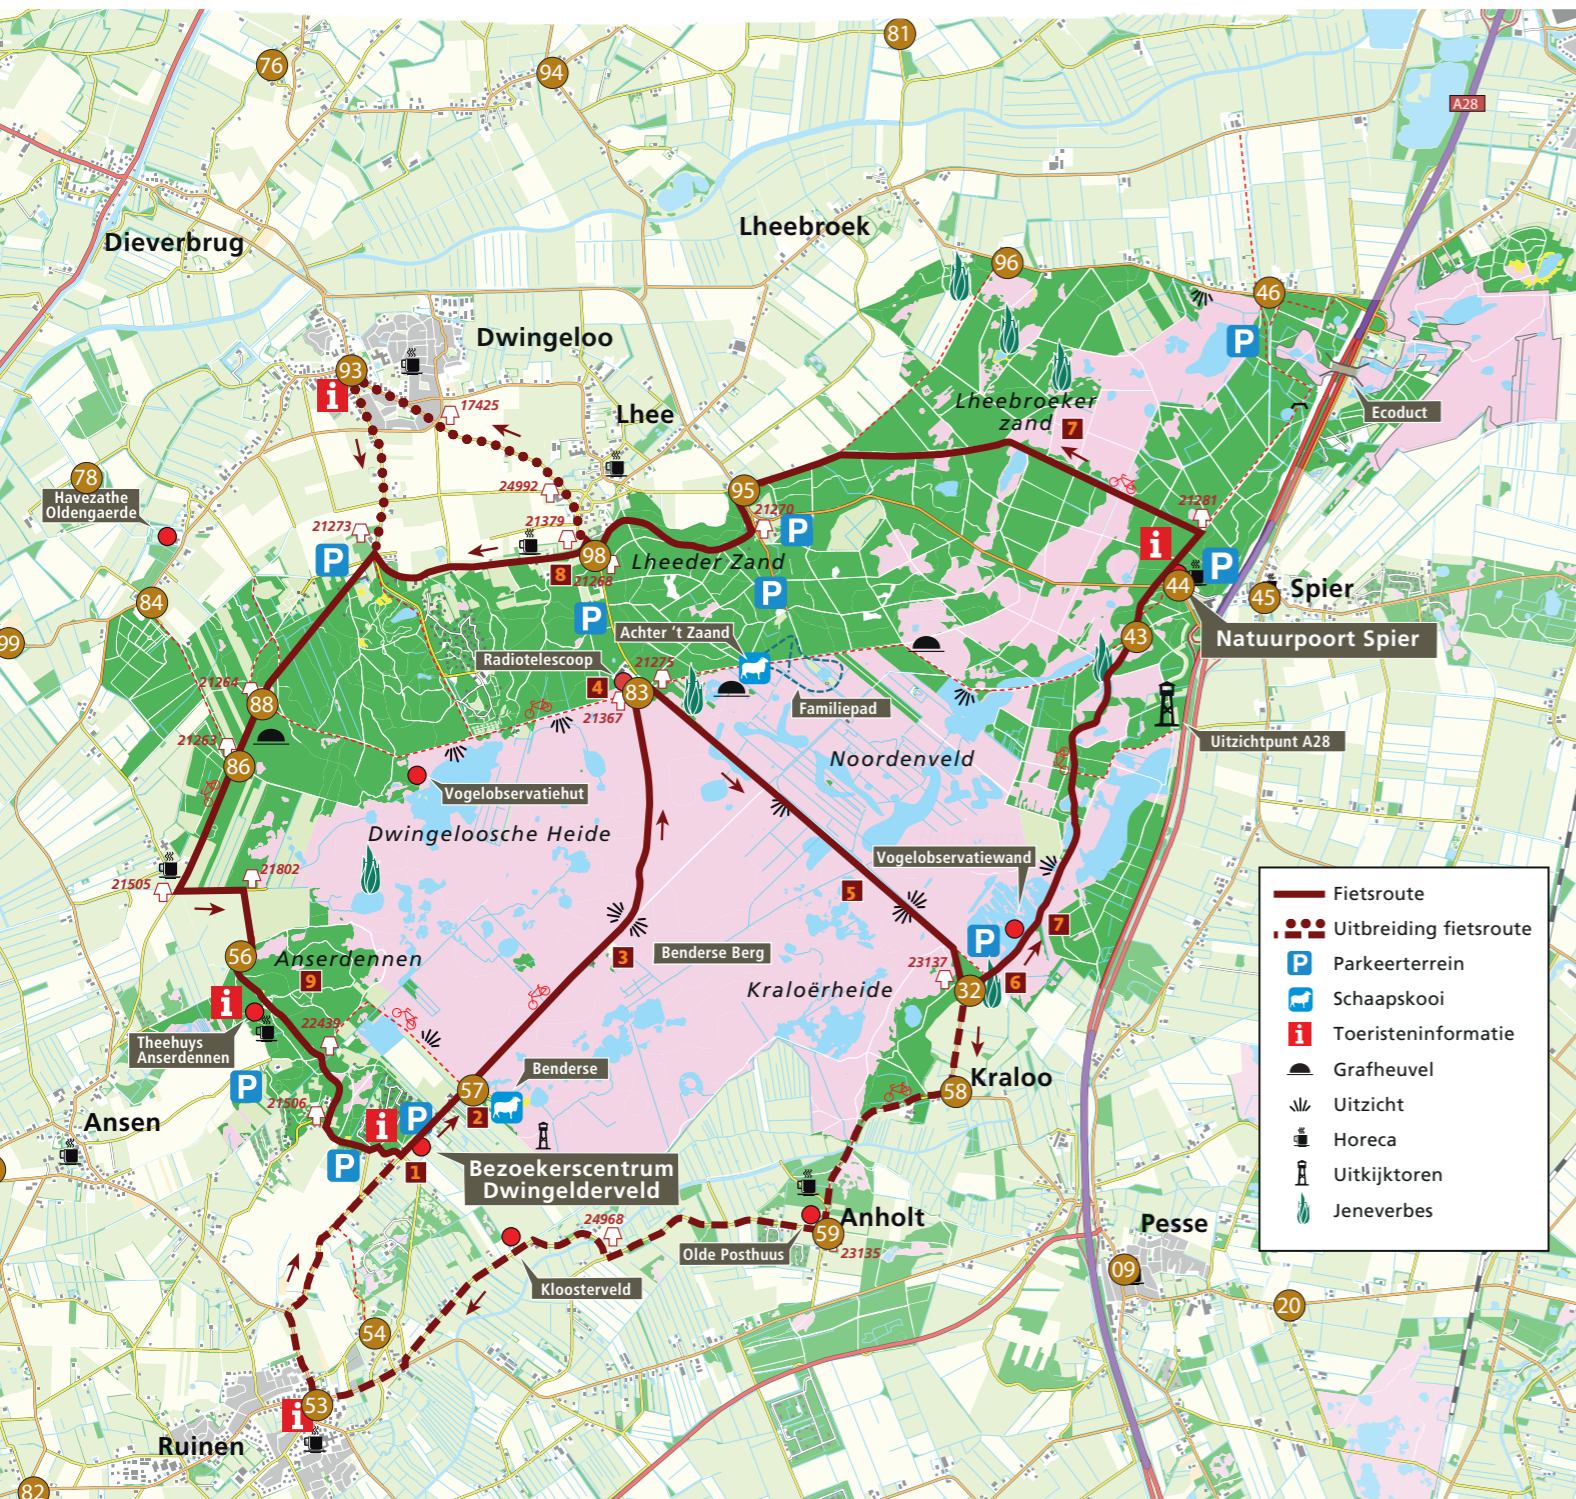 81
76
94
A28
Lheebroek
Dieverbrug
96
46
Dwingeloo
93
i
P
Ecoduct
17425
Lhee
Lheebroeker
zand
7
78
Havezathe
Oldengaerde
24992
95
21270
21281
21273
21379
P
i
P
98
8
21268
Lheeder Zand
P
P
44
45
Spier
84
99
P
Achter 't Zaand
43
Natuurpoort Spier
Radiotelescoop
21275
21264
4
83
88
21367
Familiepad
21263
86
Noordenveld
Uitzichtpunt A28
Vogelobservatiehut
Dwingeloosche Heide
Vogelobservatiewand
21802
21505
5
7
56
Anserdennen
9
3
Benderse Berg
P
23137
Kraloërheide
32
6
i
22439
Theehuys
Anserdennen
Benderse
57
2
Kraloo
58
P
21506
i
P
Ansen
P
1
Bezoekerscentrum
Dwingelderveld
24968
Anholt
59
23135
Olde Posthuus
Kloosterveld
Pesse
09
20
54
53
i
Ruinen
82
Fietsroute
Uitbreiding fietsroute
P Parkeerterrein
Schaapskooi
i Toeristeninformatie
Grafheuvel
Uitzicht
Horeca
Uitkijktoren
Jeneverbes